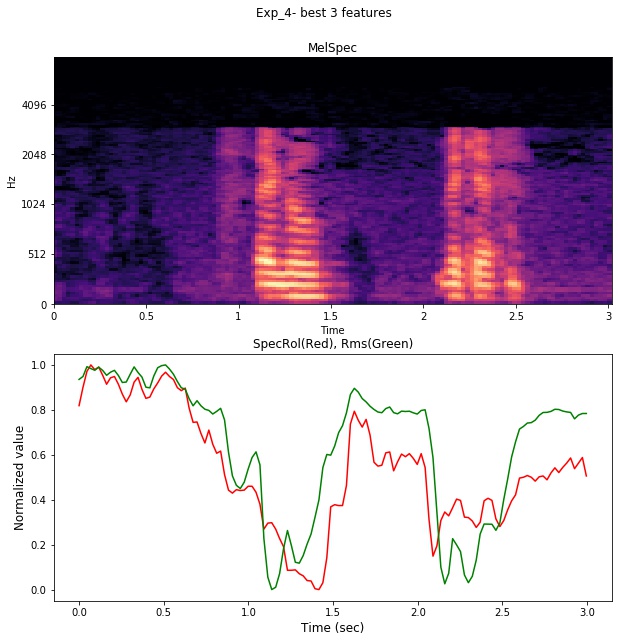 Exp_4- best 3 features
MelSpec
4096
2048
1024
512
0
Hz
0 0.5 1 1.5 2 2.5 3
Time
SpecRol(Red), Rms(Green)
1.0
0.8
0.6
0.4
0.2
0.0
Normalized value
0.0 0.5 1.0 1.5 2.0 2.5 3.0
Time (sec)